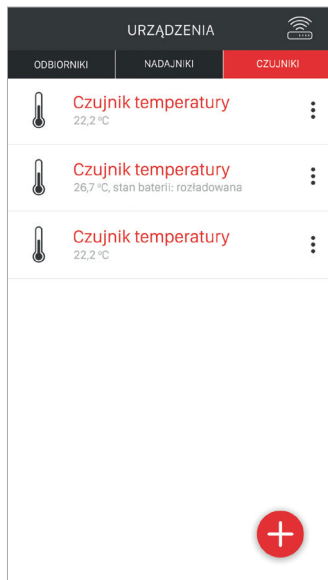 URZĄDZENIA
ODBIORNIKI NADAJNIKI CZUJNIKI
Czujnik temperatury
22,2 ºC
Czujnik temperatury
26,7 ºC, stan baterii: rozładowana
Czujnik temperatury
22,2 ºC